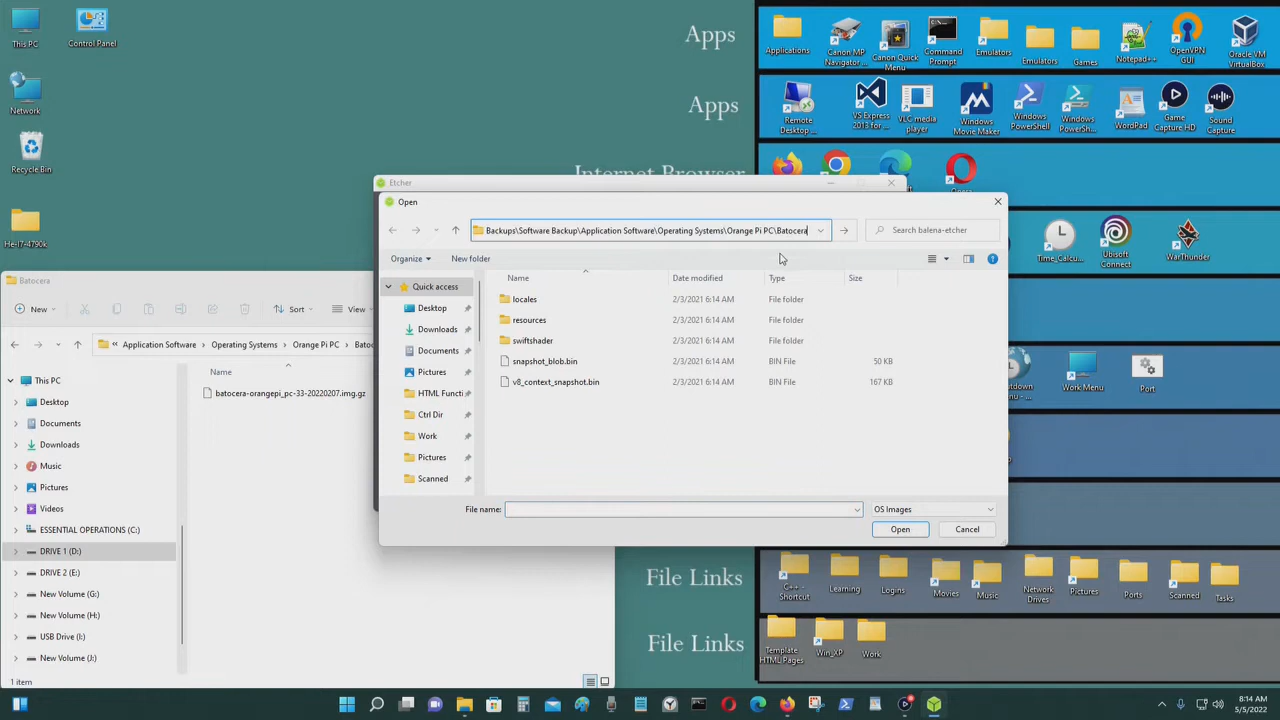 This PC
Control Panel
Network
Recycle Bin
He-I7-4790k
Apps
Apps
Internet Browser
File Links
File Links
Applications
Canon MP
Navigator ...
Canon Quick
Menu
Command
Prompt
Emulators
Emulators
Games
Notepad++
OpenVPN
GUI
Oracle VM
VirtualBox
Remote
Desktop ...
VS Express
2013 for ...
VLC media
player
Windows
Movie Maker
Windows
PowerShell
Windows
PowerSh...
WordPad
Game
Capture HD
Sound
Capture
Time_Calcu...
Ubisoft
Connect
WarThunder
Work Menu
Port
C++ -
Shortcut
Learning
Logins
Movies
Music
Network
Drives
Pictures
Ports
Scanned
Tasks
Template
HTML Pages
Win_XP
Work
Etcher
Open
Backups\Software Backup\Application Software\Operating Systems\Orange Pi PC\Batocera
Search balena-etcher
Organize
New folder
Quick access
Desktop
Downloads
Documents
Pictures
HTML Functi
Ctrl Dir
Work
Pictures
Scanned
Name Date modified Type Size
locales 2/3/2021 6:14 AM File folder
resources 2/3/2021 6:14 AM File folder
swiftshader 2/3/2021 6:14 AM File folder
snapshot_blob.bin 2/3/2021 6:14 AM BIN File 50 KB
v8_context_snapshot.bin 2/3/2021 6:14 AM BIN File 167 KB
File name:
OS Images
Open
Cancel
Batocera
New
Sort
View
« Application Software > Operating Systems > Orange Pi PC > Batoc
This PC
Desktop
Documents
Downloads
Music
Pictures
Videos
ESSENTIAL OPERATIONS (C:)
DRIVE 1 (D:)
DRIVE 2 (E:)
New Volume (G:)
New Volume (H:)
USB Drive (I:)
New Volume (J:)
Name
batocera-orangepi_pc-33-20220207.img.gz
1 item
8:14 AM
5/5/2022